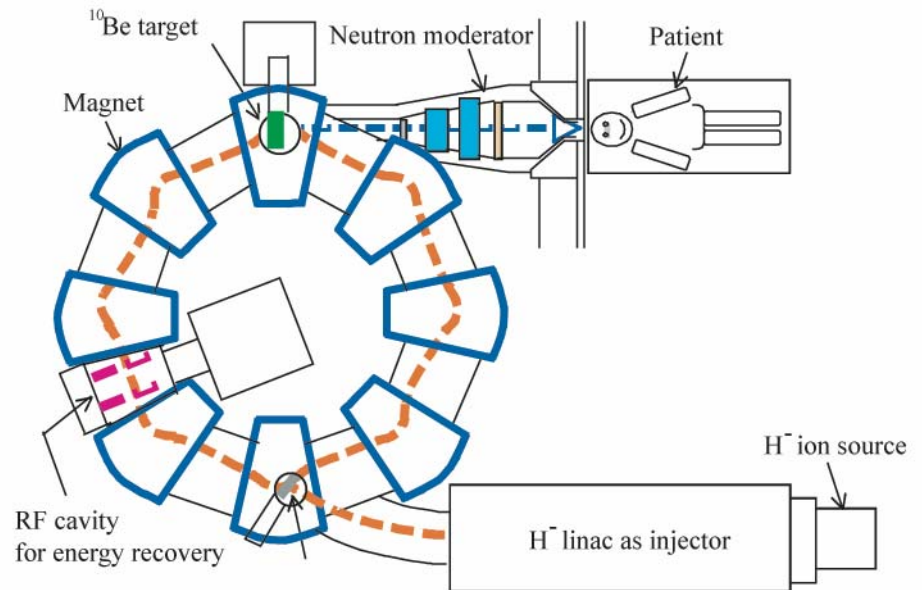 ¹⁰Be target
Neutron moderator
Patient
Magnet
H⁻ ion source
RF cavity
for energy recovery
H⁻ linac as injector